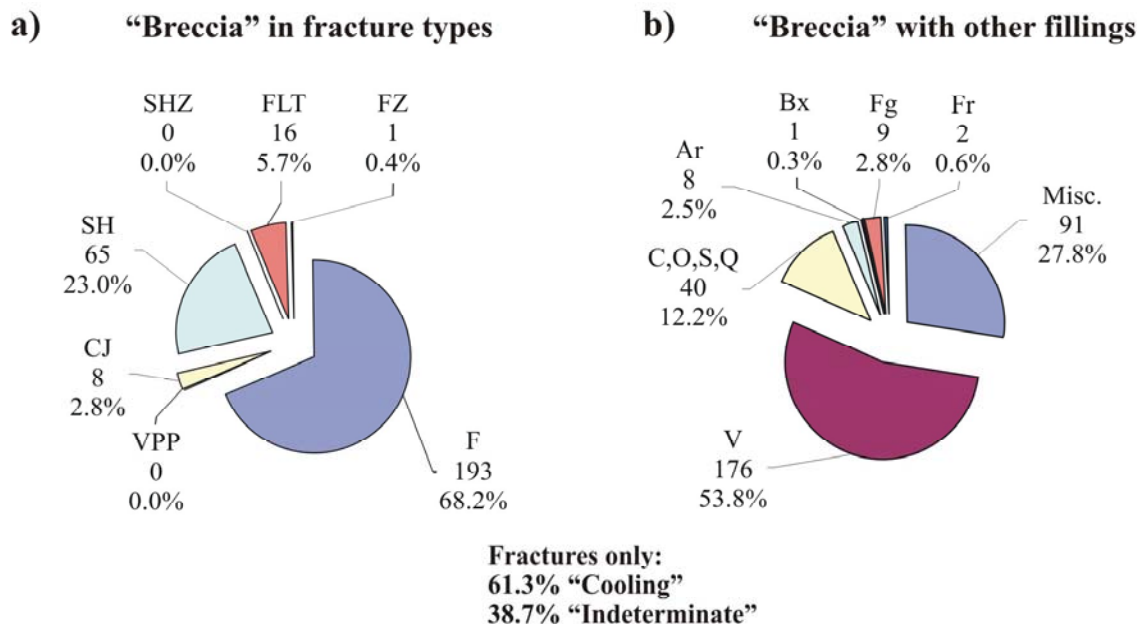 a) “Breccia” in fracture types
SHZ
0
0.0%
FLT
16
5.7%
FZ
1
0.4%
SH
65
23.0%
CJ
8
2.8%
VPP
0
0.0%
F
193
68.2%
b) “Breccia” with other fillings
Bx
1
0.3%
Fg
9
2.8%
Fr
2
0.6%
Ar
8
2.5%
Misc.
91
27.8%
C,O,S,Q
40
12.2%
V
176
53.8%
Fractures only:
61.3% “Cooling”
38.7% “Indeterminate”